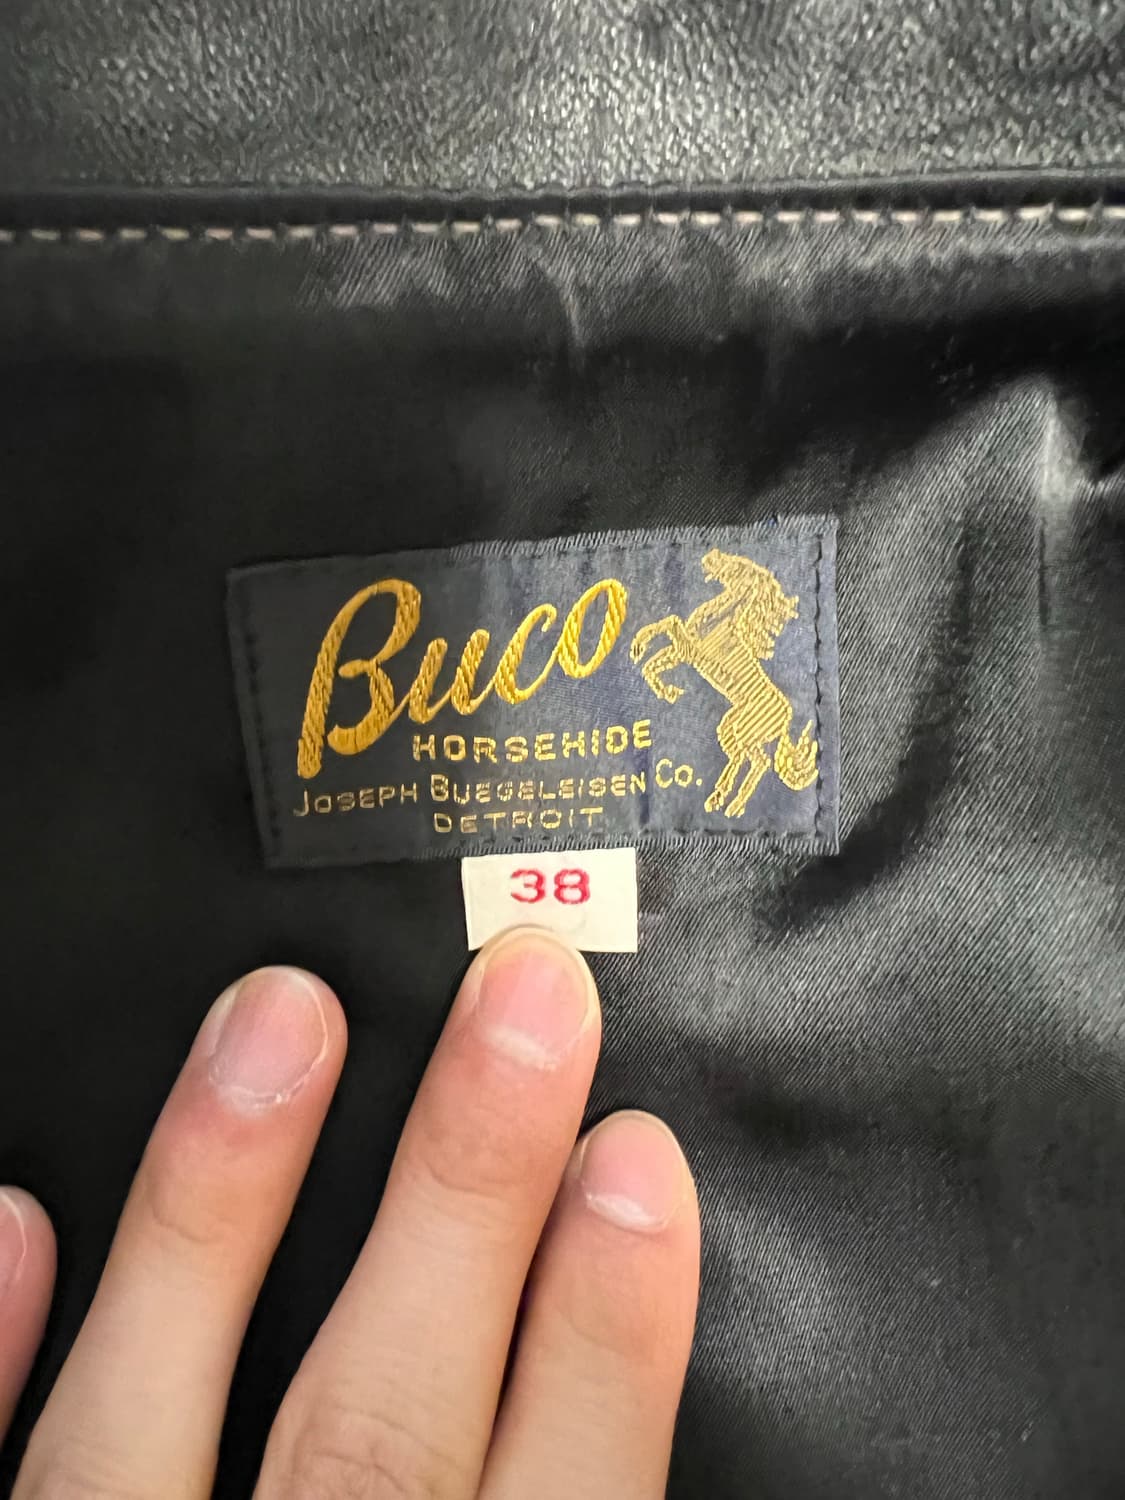 Buco
HORSEHIDE
JOSEPH BUEGELEISEN CO.
DETROIT
38